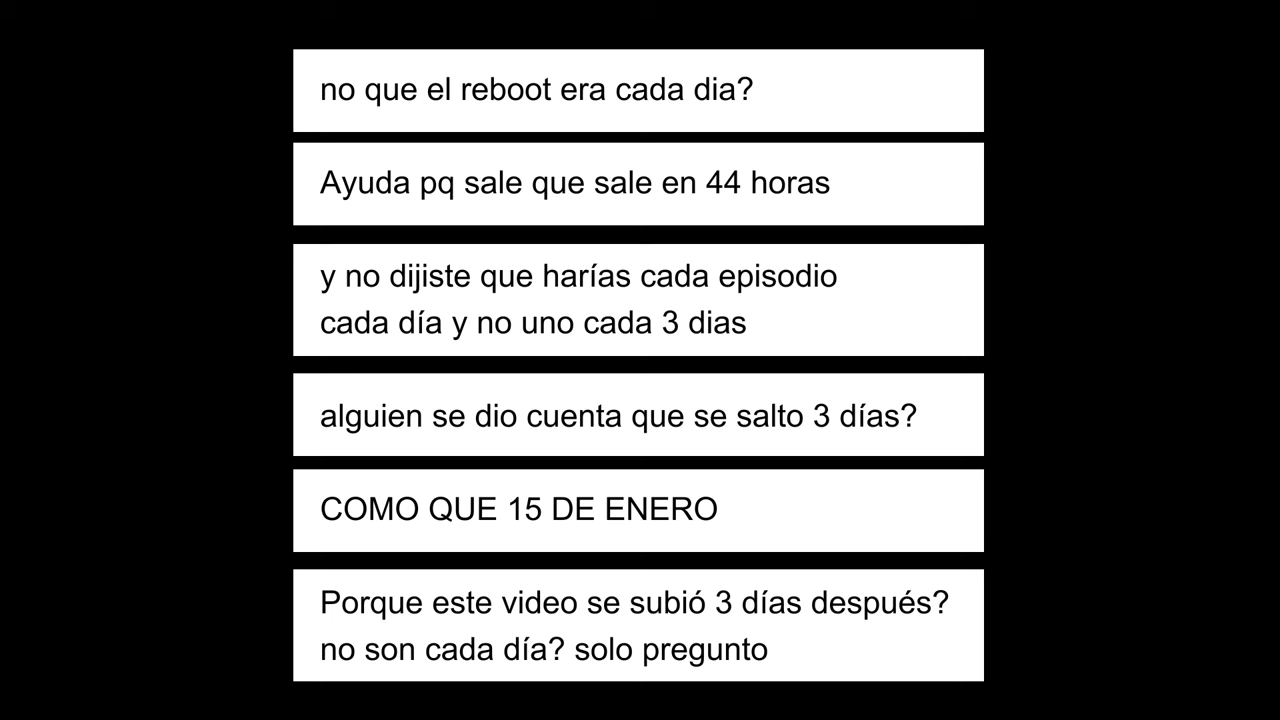 no que el reboot era cada dia?
Ayuda pq sale que sale en 44 horas
y no dijiste que harías cada episodio
cada día y no uno cada 3 dias
alguien se dio cuenta que se salto 3 días?
COMO QUE 15 DE ENERO
Porque este video se subió 3 días después?
no son cada día? solo pregunto